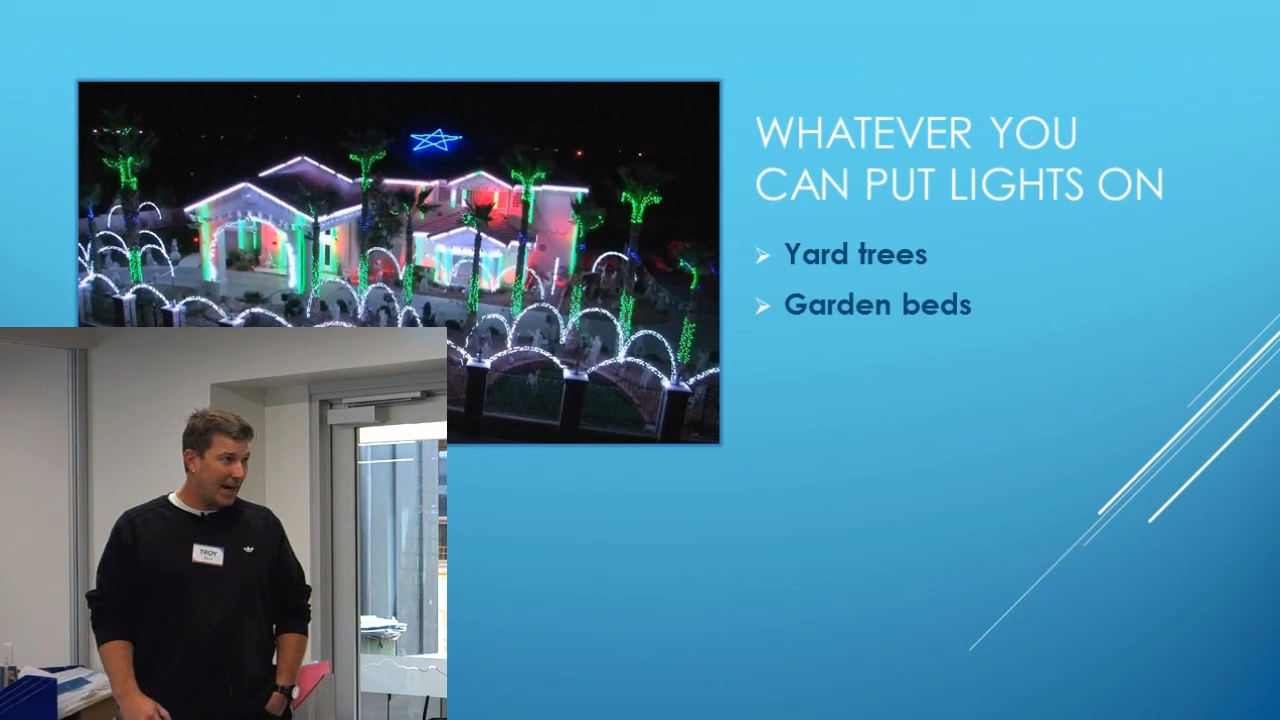 WHATEVER YOU
CAN PUT LIGHTS ON
Yard trees
Garden beds
TROY